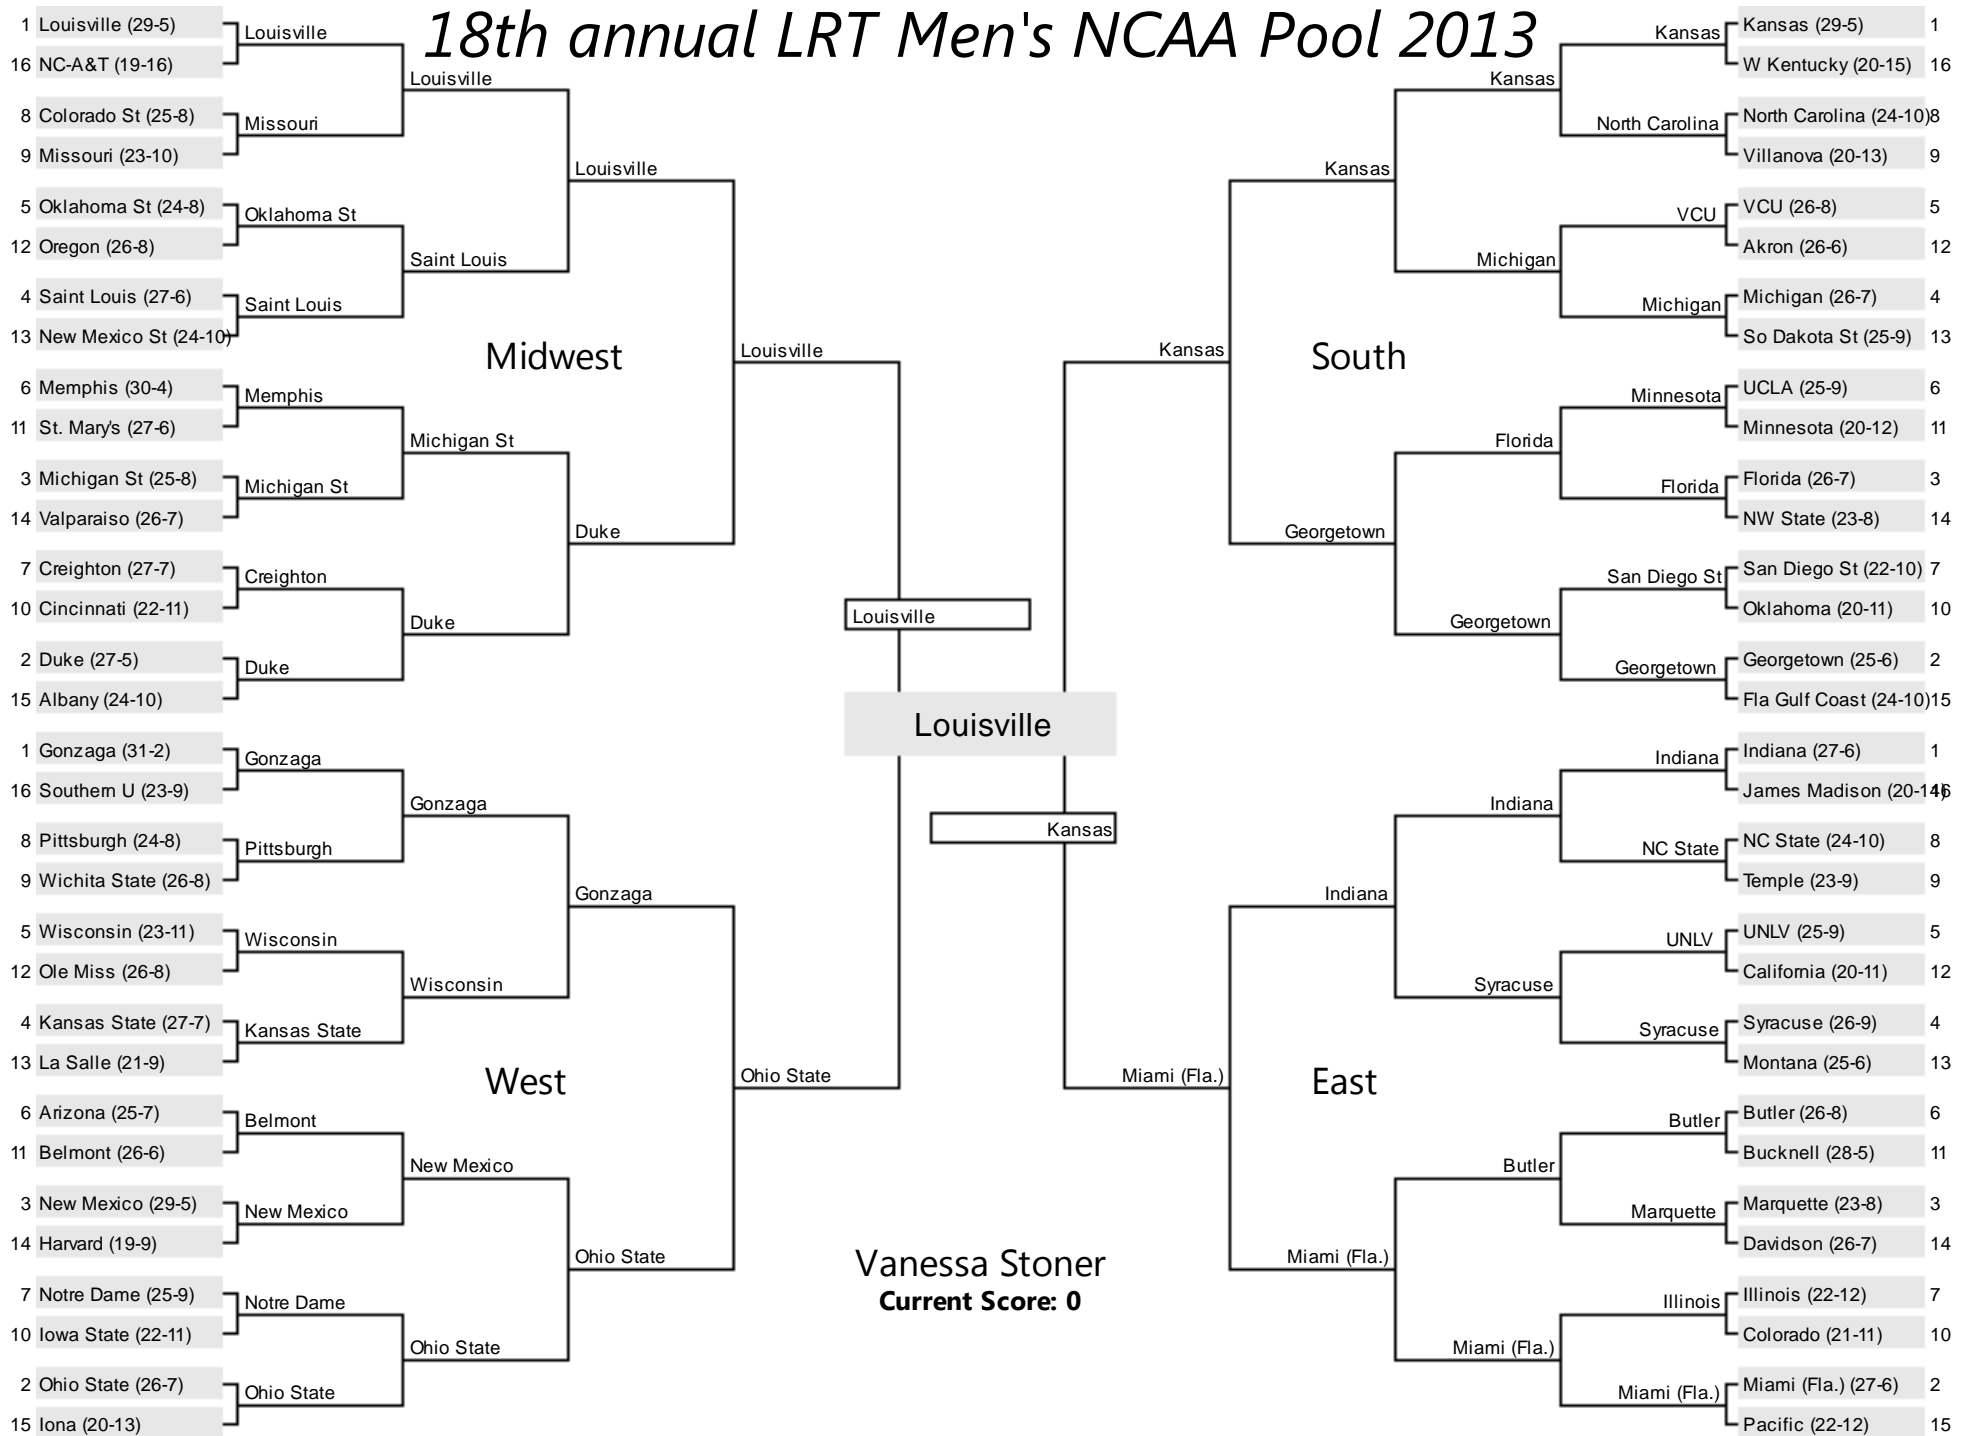 18th annual LRT Men's NCAA Pool 2013
1 Louisville (29-5)
16 NC-A&T (19-16)
8 Colorado St (25-8)
9 Missouri (23-10)
5 Oklahoma St (24-8)
12 Oregon (26-8)
4 Saint Louis (27-6)
13 New Mexico St (24-10)
6 Memphis (30-4)
11 St. Mary's (27-6)
3 Michigan St (25-8)
14 Valparaiso (26-7)
7 Creighton (27-7)
10 Cincinnati (22-11)
2 Duke (27-5)
15 Albany (24-10)
Louisville
Missouri
Oklahoma St
Saint Louis
Memphis
Michigan St
Creighton
Duke
Louisville
Saint Louis
Michigan St
Duke
Louisville
Duke
Midwest
Louisville
1 Gonzaga (31-2)
16 Southern U (23-9)
8 Pittsburgh (24-8)
9 Wichita State (26-8)
5 Wisconsin (23-11)
12 Ole Miss (26-8)
4 Kansas State (27-7)
13 La Salle (21-9)
6 Arizona (25-7)
11 Belmont (26-6)
3 New Mexico (29-5)
14 Harvard (19-9)
7 Notre Dame (25-9)
10 Iowa State (22-11)
2 Ohio State (26-7)
15 Iona (20-13)
Gonzaga
Pittsburgh
Wisconsin
Kansas State
Belmont
New Mexico
Notre Dame
Ohio State
Gonzaga
Wisconsin
New Mexico
Ohio State
Gonzaga
Ohio State
West
Ohio State
Louisville
Louisville
Kansas
Vanessa Stoner
Current Score: 0
Kansas (29-5) 1
W Kentucky (20-15) 16
North Carolina (24-10) 8
Villanova (20-13) 9
VCU (26-8) 5
Akron (26-6) 12
Michigan (26-7) 4
So Dakota St (25-9) 13
UCLA (25-9) 6
Minnesota (20-12) 11
Florida (26-7) 3
NW State (23-8) 14
San Diego St (22-10) 7
Oklahoma (20-11) 10
Georgetown (25-6) 2
Fla Gulf Coast (24-10) 15
Kansas
North Carolina
VCU
Michigan
Minnesota
Florida
San Diego St
Georgetown
Kansas
Michigan
Florida
Georgetown
Kansas
Georgetown
South
Kansas
Indiana (27-6) 1
James Madison (20-14) 16
NC State (24-10) 8
Temple (23-9) 9
UNLV (25-9) 5
California (20-11) 12
Syracuse (26-9) 4
Montana (25-6) 13
Butler (26-8) 6
Bucknell (28-5) 11
Marquette (23-8) 3
Davidson (26-7) 14
Illinois (22-12) 7
Colorado (21-11) 10
Miami (Fla.) (27-6) 2
Pacific (22-12) 15
Indiana
NC State
UNLV
Syracuse
Butler
Marquette
Illinois
Miami (Fla.)
Indiana
Syracuse
Butler
Miami (Fla.)
Indiana
Miami (Fla.)
East
Miami (Fla.)